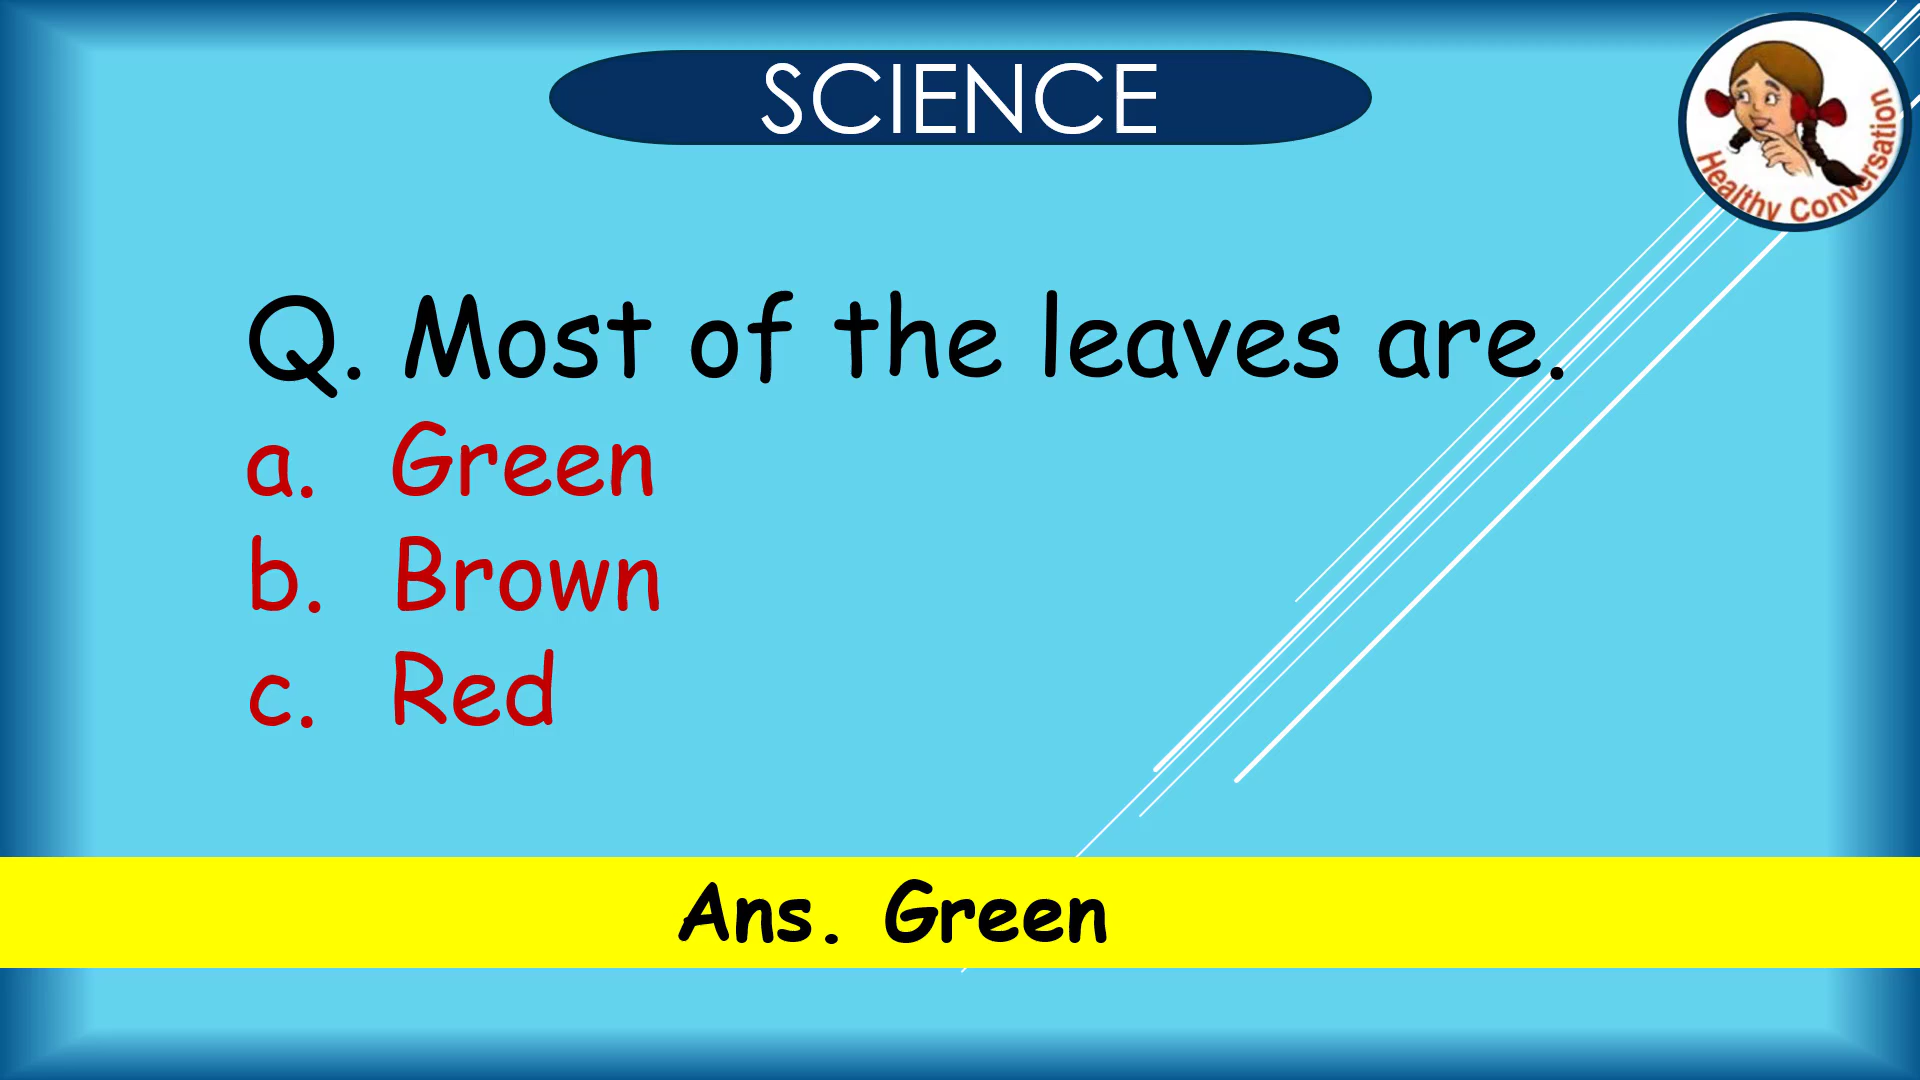 SCIENCE
Healthy Conversation
Q. Most of the leaves are.
a. Green
b. Brown
c. Red
Ans. Green